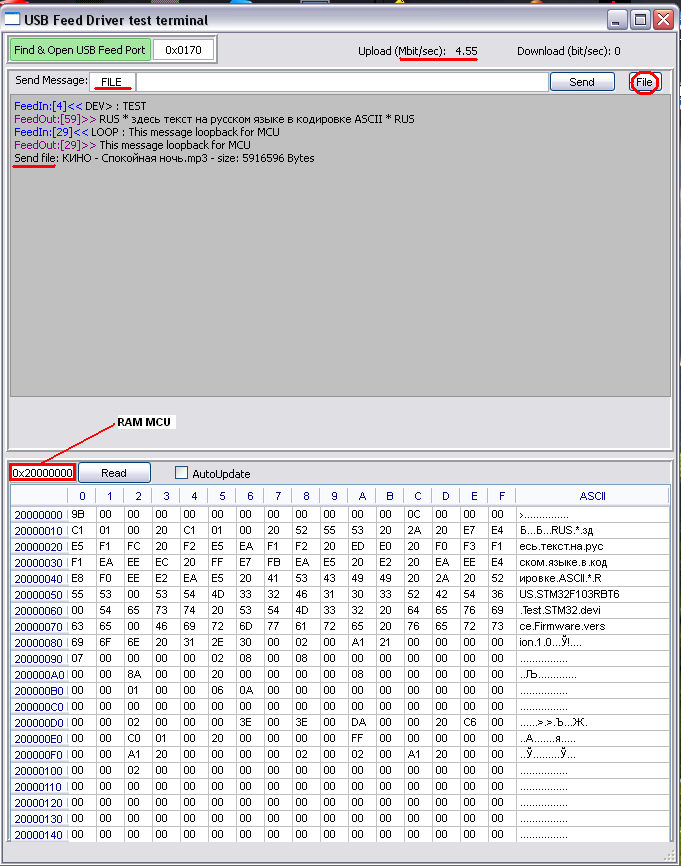 USB Feed Driver test terminal
Find & Open USB Feed Port 0x0170 Upload (Mbit/sec): 4.55 Download (bit/sec): 0
Send Message: FILE Send File
FeedIn:[4]<< DEV> : TEST
FeedOut:[59]>> RUS * здесь текст на русском языке в кодировке ASCII * RUS
FeedIn:[29]<< LOOP : This message loopback for MCU
FeedOut:[29]>> This message loopback for MCU
Send file: КИНО - Спокойная ночь.mp3 - size: 5916596 Bytes
RAM MCU
0x20000000 Read AutoUpdate
0 1 2 3 4 5 6 7 8 9 A B C D E F ASCII
20000000 9B 00 00 00 00 00 00 00 00 00 00 00 0C 00 00 00 >...............
20000010 C1 01 00 20 C1 01 00 20 52 55 53 20 2A 20 E7 E4 Б...Б...RUS.*.зд
20000020 E5 F1 FC 20 F2 E5 EA F1 F2 20 ED E0 20 F0 F3 F1 есь.текст.на.рус
20000030 F1 EA EE EC 20 FF E7 FB EA E5 20 E2 20 EA EE E4 ском.языке.в.код
20000040 E8 F0 EE E2 EA E5 20 41 53 43 49 49 20 2A 20 52 ировке.ASCII.*.R
20000050 55 53 00 53 54 4D 33 32 46 31 30 33 52 42 54 36 US.STM32F103RBT6
20000060 00 54 65 73 74 20 53 54 4D 33 32 20 64 65 76 69 .Test.STM32.devi
20000070 63 65 00 46 69 72 6D 77 61 72 65 20 76 65 72 73 ce.Firmware.vers
20000080 69 6F 6E 20 31 2E 30 00 02 00 A1 21 00 00 00 00 ion.1.0...Ў!....
20000090 07 00 00 00 00 02 08 00 08 00 00 00 00 00 00 00 ................
200000A0 00 00 8A 00 00 20 00 00 00 00 08 00 00 00 00 00 ..Љ.............
200000B0 00 00 01 00 00 06 0A 00 00 00 00 00 00 00 00 00 ................
200000C0 00 00 00 00 00 00 00 00 00 00 00 00 00 00 00 00 ................
200000D0 00 00 02 00 00 00 3E 00 3E 00 DA 00 00 20 C6 00 ......>.>.Ъ...Ж.
200000E0 00 00 C0 01 00 20 00 00 00 00 FF 00 00 00 00 00 ..А.......я.....
200000F0 00 00 A1 20 00 00 00 00 02 00 02 00 A1 20 00 00 ..Ў.........Ў...
20000100 00 00 02 00 00 00 00 00 00 00 00 00 00 00 00 00 ................
20000110 00 00 00 00 00 00 00 00 00 00 00 00 00 00 00 00 ................
20000120 00 00 00 00 00 00 00 00 00 00 00 00 00 00 00 00 ................
20000130 00 00 00 00 00 00 00 00 00 00 00 00 00 00 00 00 ................
20000140 00 00 00 00 00 00 00 00 00 00 00 00 00 00 00 00 ................